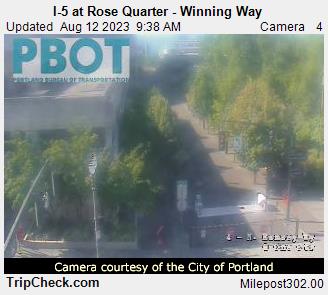 I-5 at Rose Quarter - Winning Way
Updated Aug 12 2023 9:38 AM Camera 4
PBOT
PORTLAND BUREAU OF TRANSPORTATION
Camera courtesy of the City of Portland
TripCheck.com Milepost302.00